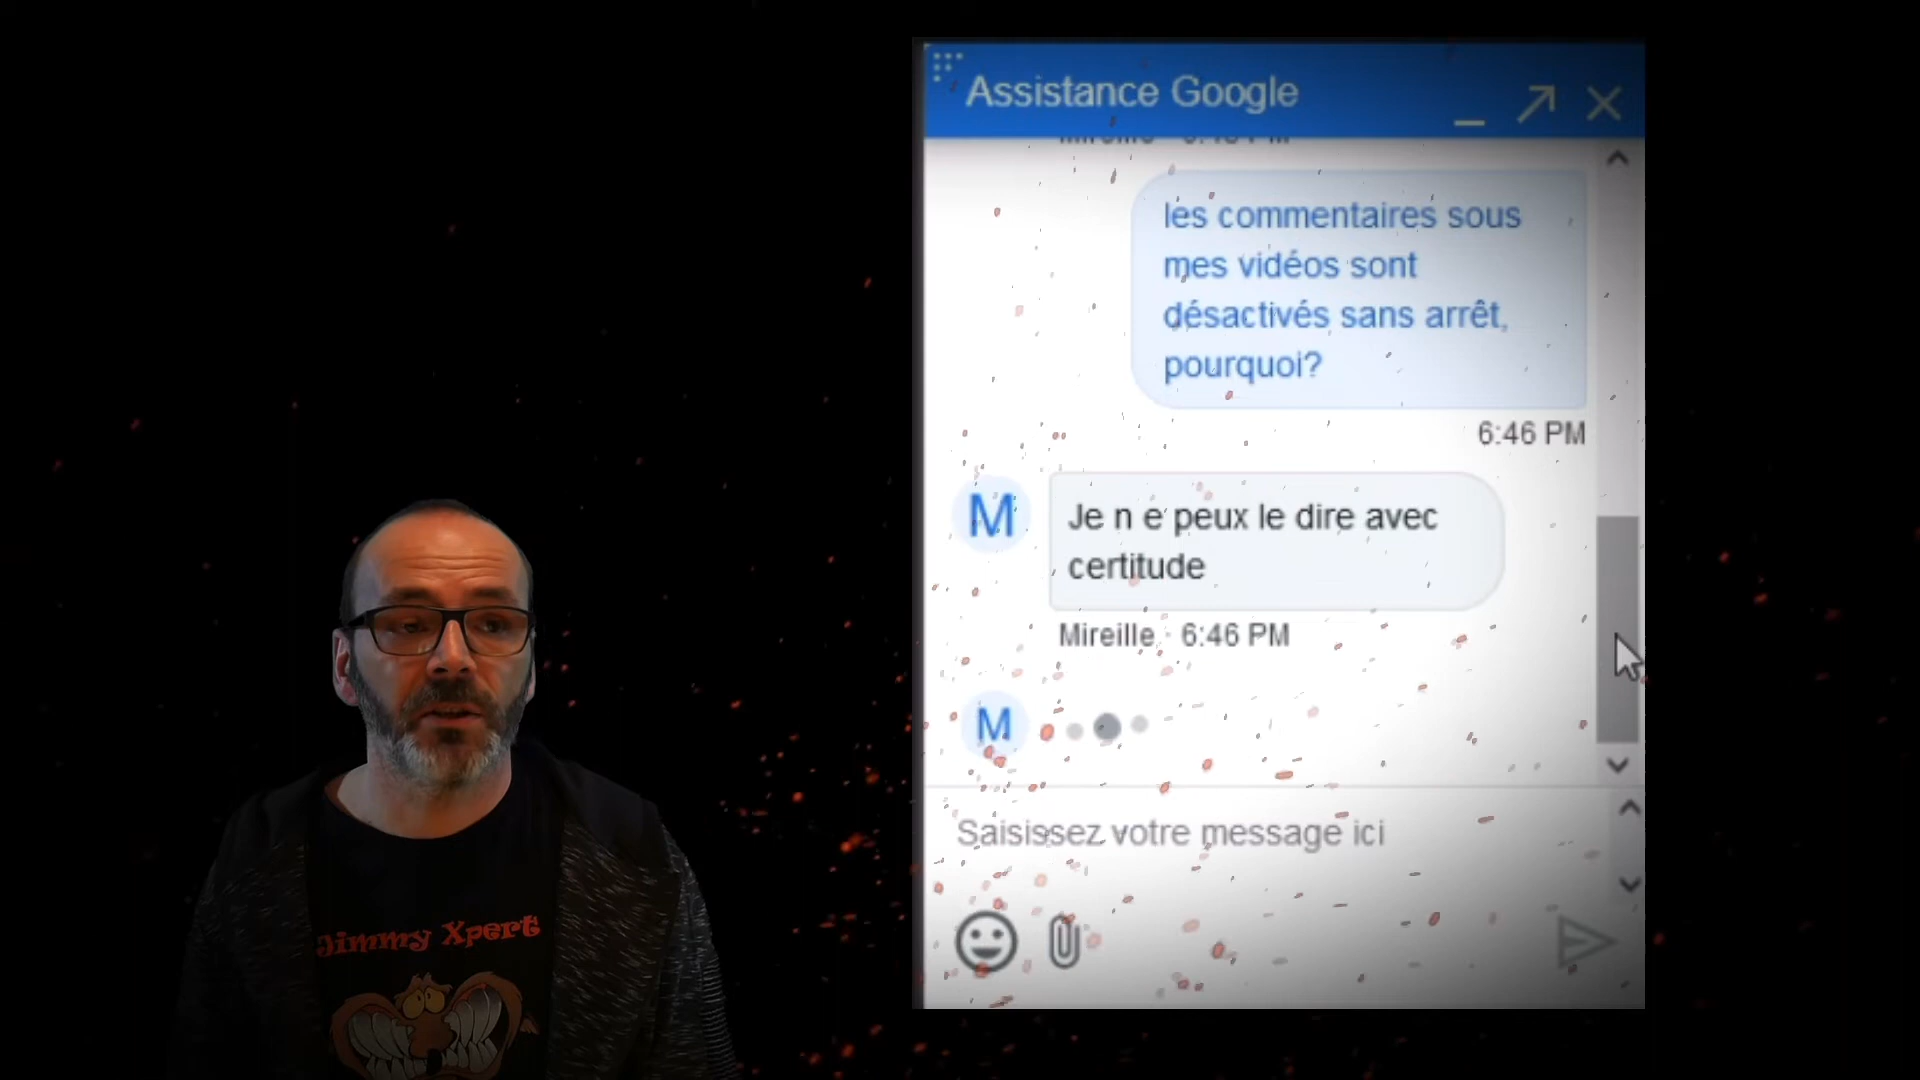 Assistance Google
les commentaires sous
mes vidéos sont
désactivés sans arrêt,
pourquoi?
6:46 PM
M
Je n e peux le dire avec
certitude
Mireille · 6:46 PM
M
Saisissez votre message ici
Jimmy Xpert